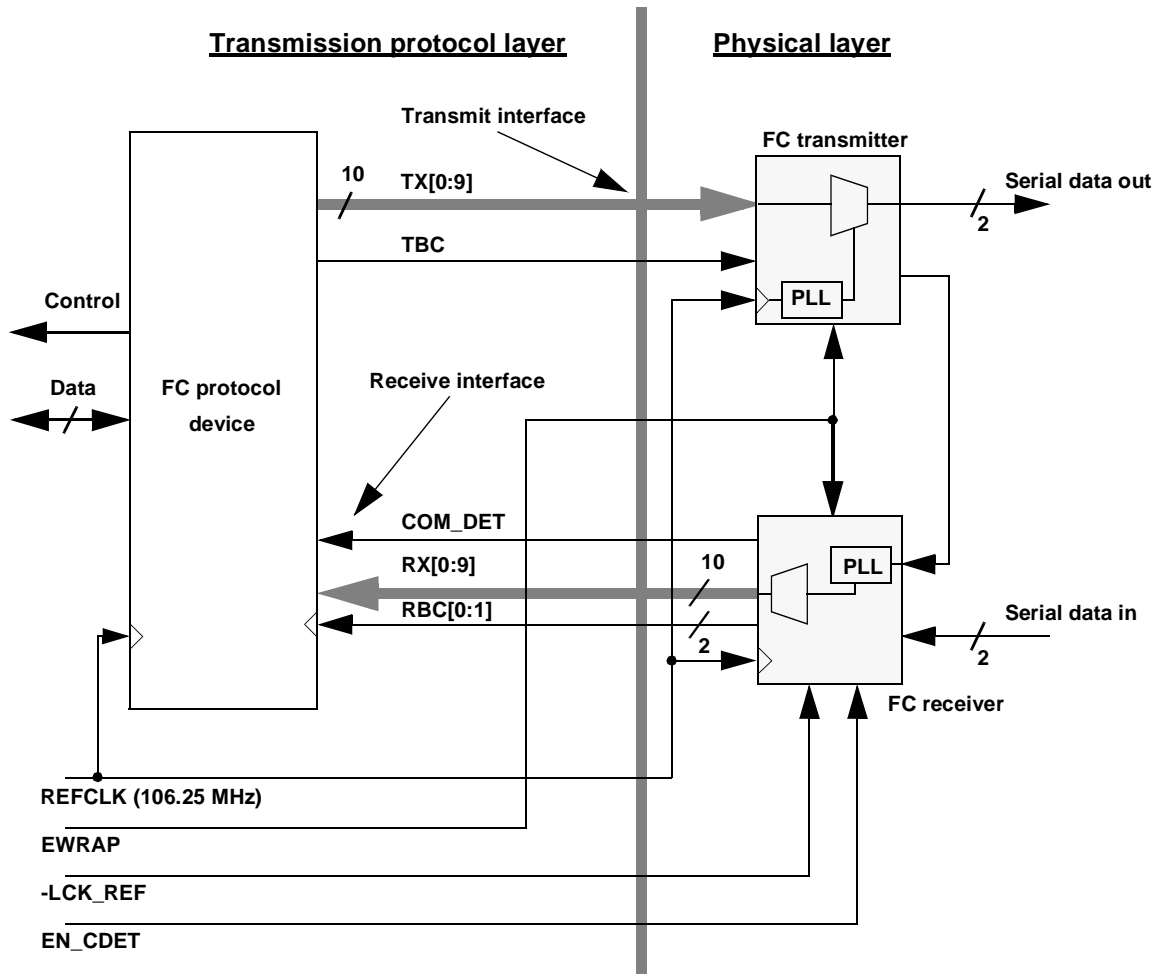 Transmission protocol layer
Physical layer
Transmit interface
FC transmitter
10
TX[0:9]
Serial data out
2
TBC
Control
PLL
Data
FC protocol
device
Receive interface
COM_DET
RX[0:9]
10
PLL
RBC[0:1]
2
Serial data in
2
FC receiver
REFCLK (106.25 MHz)
EWRAP
-LCK_REF
EN_CDET